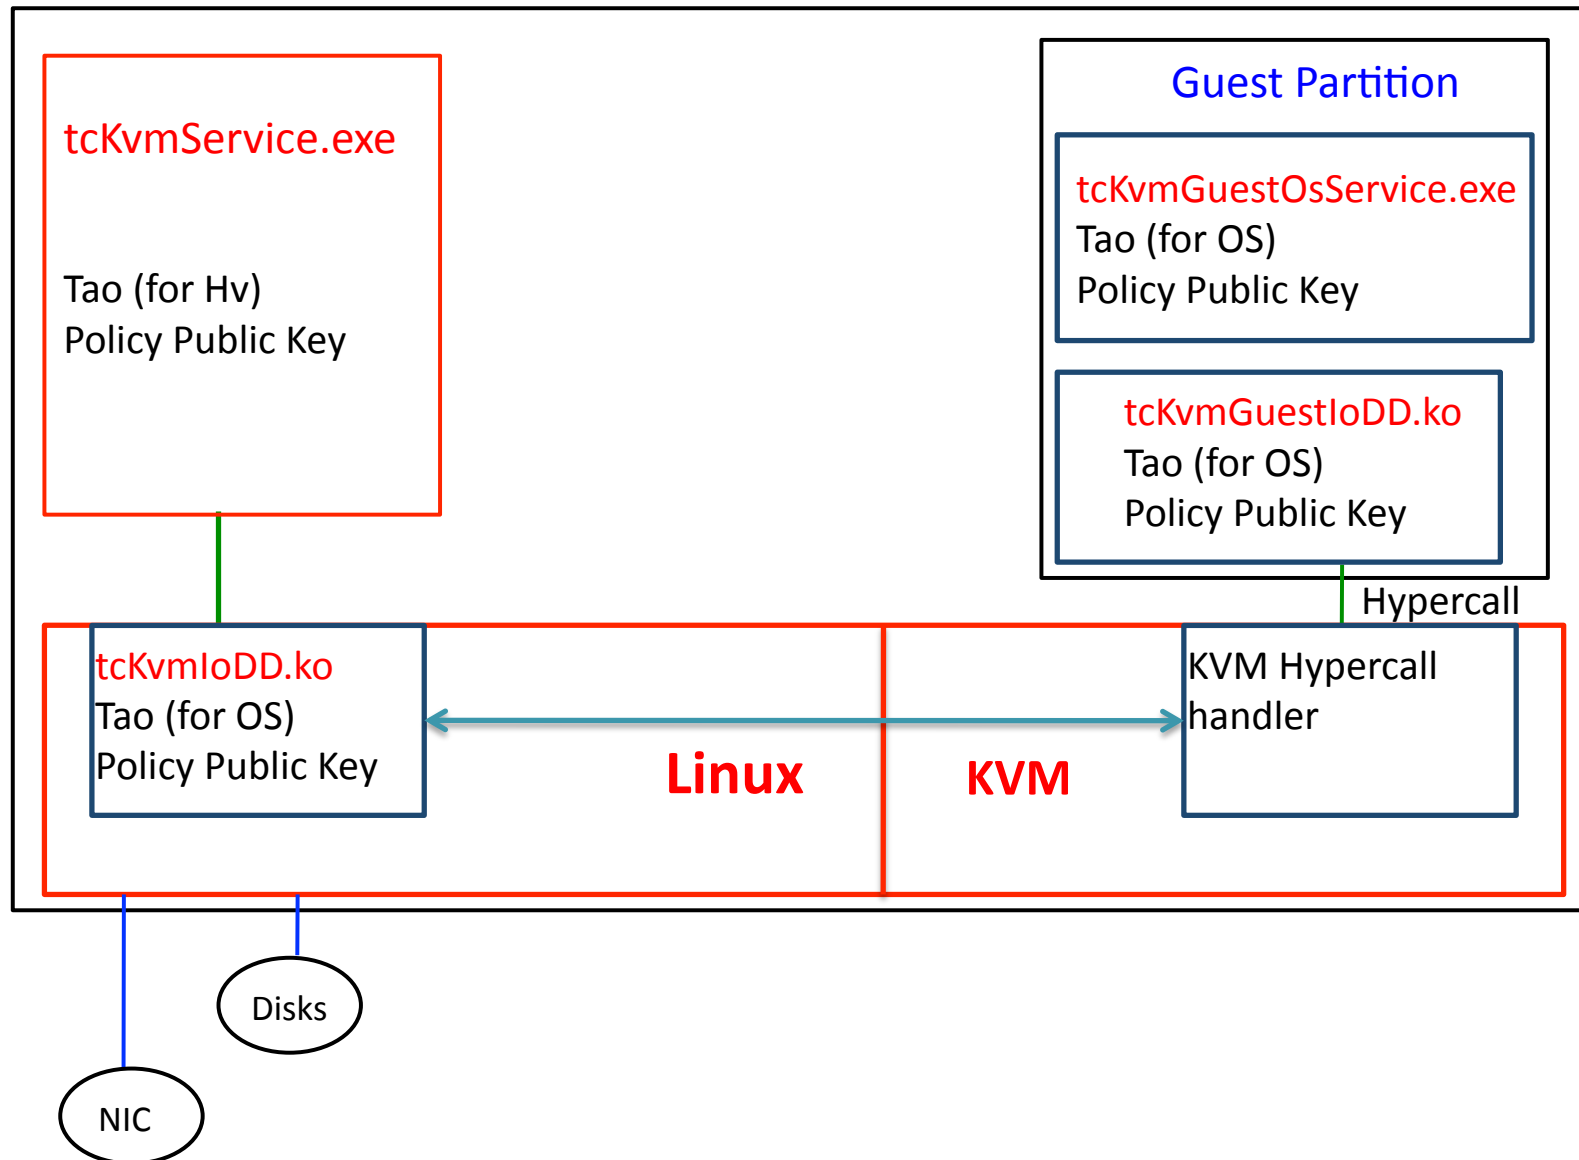 tcKvmService.exe
Tao (for Hv)
Policy Public Key
Guest Partition
tcKvmGuestOsService.exe
Tao (for OS)
Policy Public Key
tcKvmGuestIoDD.ko
Tao (for OS)
Policy Public Key
Hypercall
tcKvmIoDD.ko
Tao (for OS)
Policy Public Key
Linux
KVM
KVM Hypercall
handler
Disks
NIC